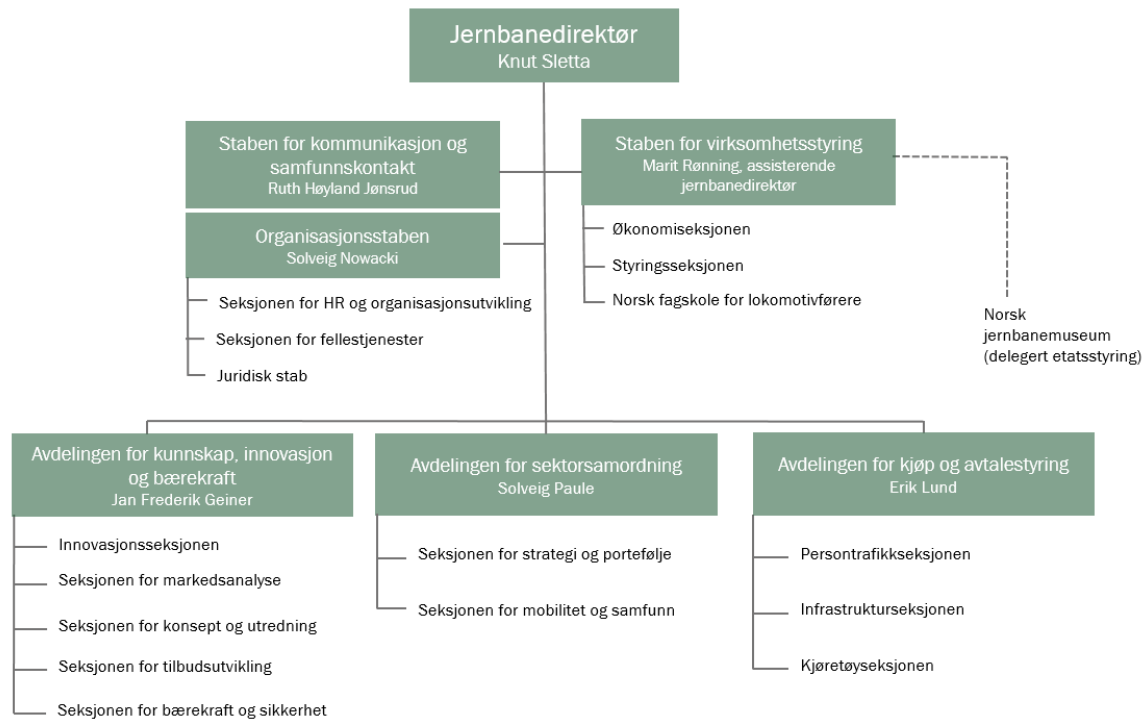 Jernbanedirektør
Knut Sletta
Staben for kommunikasjon og
samfunnskontakt
Ruth Høyland Jønsrud
Staben for virksomhetsstyring
Marit Rønning, assisterende
jernbanedirektør
Organisasjonsstaben
Solveig Nowacki
Økonomiseksjonen
Styringsseksjonen
Norsk fagskole for lokomotivførere
Seksjonen for HR og organisasjonsutvikling
Seksjonen for fellestjenester
Juridisk stab
Norsk
jernbanemuseum
(delegert etatsstyring)
Avdelingen for kunnskap, innovasjon
og bærekraft
Jan Frederik Geiner
Innovasjonsseksjonen
Seksjonen for markedsanalyse
Seksjonen for konsept og utredning
Seksjonen for tilbudsutvikling
Seksjonen for bærekraft og sikkerhet
Avdelingen for sektorsamordning
Solveig Paule
Seksjonen for strategi og portefølje
Seksjonen for mobilitet og samfunn
Avdelingen for kjøp og avtalestyring
Erik Lund
Persontrafikkseksjonen
Infrastrukturseksjonen
Kjøretøyseksjonen